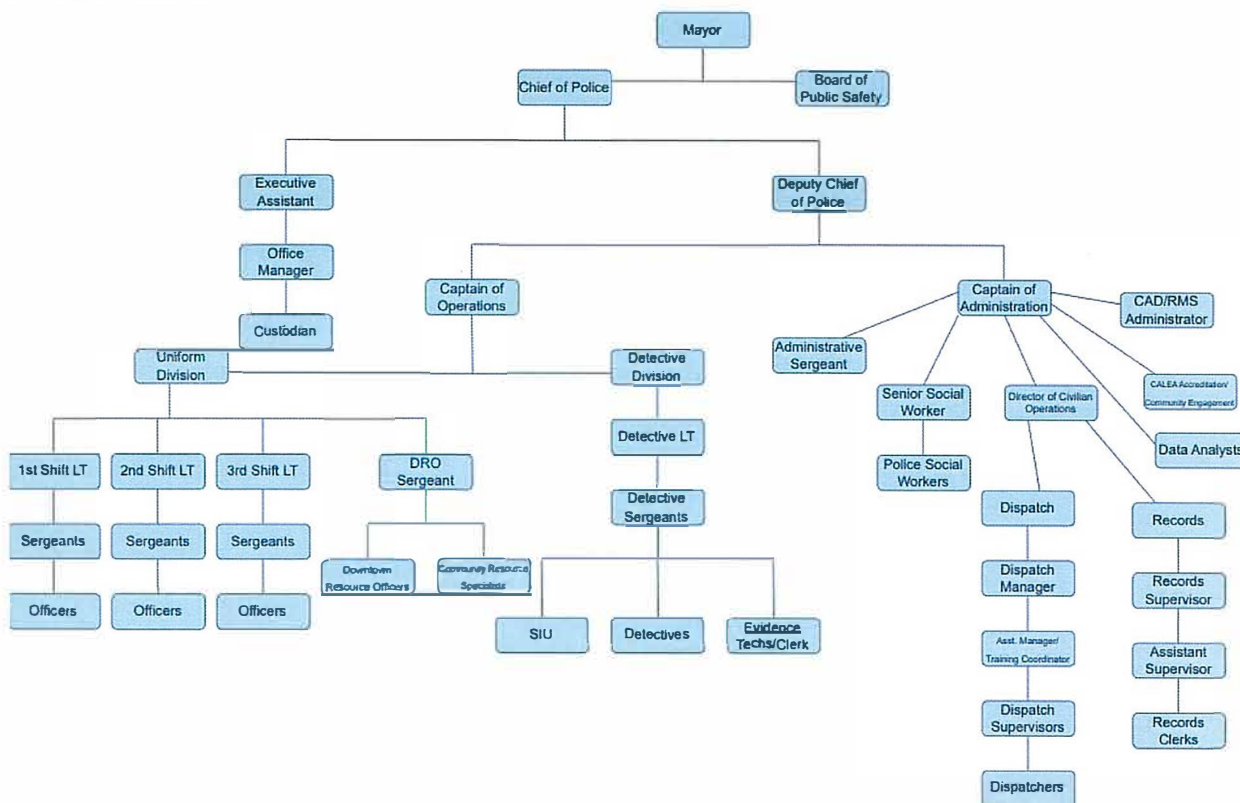 Mayor
Chief of Police
Board of
Public Safety
Executive
Assistant
Deputy Chief
of Police
Office
Manager
Captain of
Operations
Captain of
Administration
CAD/RMS
Administrator
Custodian
Administrative
Sergeant
Uniform
Division
Detective
Division
Senior Social
Worker
Director of Civilian
Operations
CALEA Accreditation/
Community Engagement
Detective LT
Data Analysts
1st Shift LT
2nd Shift LT
3rd Shift LT
DRO
Sergeant
Police Social
Workers
Detective
Sergeants
Dispatch
Records
Sergeants
Sergeants
Sergeants
Downtown
Resource Officers
Community Resource
Specialists
Dispatch
Manager
Records
Supervisor
Officers
Officers
Officers
SIU
Detectives
Evidence
Techs/Clerk
Asst. Manager/
Training Coordinator
Assistant
Supervisor
Dispatch
Supervisors
Records
Clerks
Dispatchers